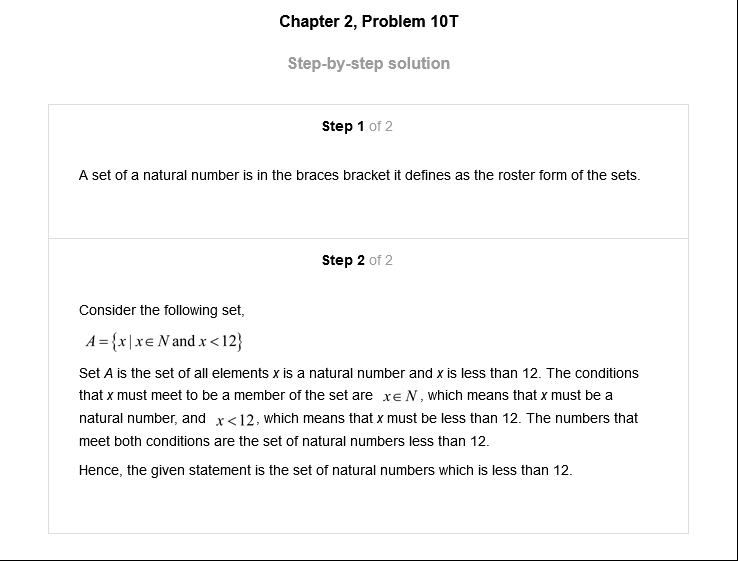 Chapter 2, Problem 10T
Step-by-step solution
Step 1 of 2
A set of a natural number is in the braces bracket it defines as the roster form of the sets.
Step 2 of 2
Consider the following set,
A = {x | x ∈ N and x < 12}
Set A is the set of all elements x is a natural number and x is less than 12. The conditions
that x must meet to be a member of the set are x ∈ N, which means that x must be a
natural number, and x < 12, which means that x must be less than 12. The numbers that
meet both conditions are the set of natural numbers less than 12.
Hence, the given statement is the set of natural numbers which is less than 12.